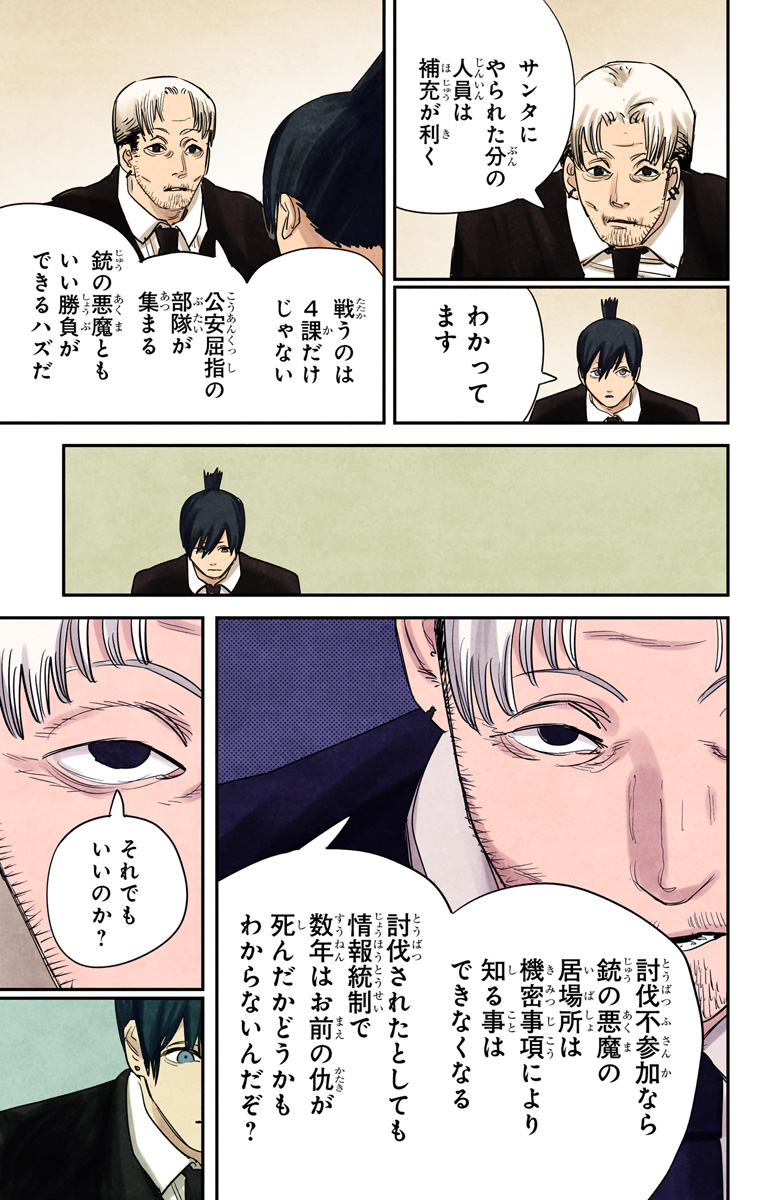 サンタに
やられた分の
人員は
補充が利く
わかって
ます
戦うのは
４課だけ
じゃない
公安屈指の
部隊が
集まる
銃の悪魔とも
いい勝負が
できるハズだ
討伐不参加なら
銃の悪魔の
居場所は
機密事項により
知る事は
できなくなる
討伐されたとしても
情報統制で
数年はお前の仇が
死んだかどうかも
わからないんだぞ？
それでも
いいのか？